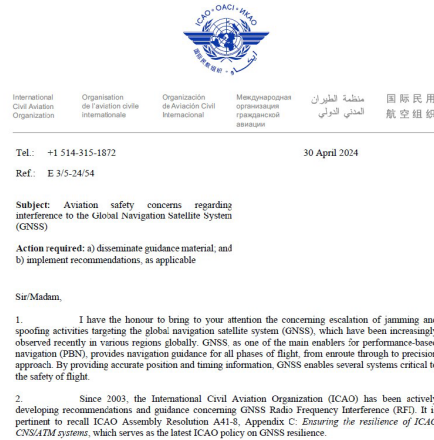 ICAO · OACI · ИКАО
International Civil Aviation Organization
Organisation de l'aviation civile internationale
Organización de Aviación Civil Internacional
Международная организация гражданской авиации
منظمة الطيران المدني الدولي
国际民用航空组织
Tel.: +1 514-315-1872
30 April 2024
Ref.: E 3/5-24/54
Subject: Aviation safety concerns regarding
interference to the Global Navigation Satellite System
(GNSS)
Action required: a) disseminate guidance material; and
b) implement recommendations, as applicable
Sir/Madam,
1. I have the honour to bring to your attention the concerning escalation of jamming and
spoofing activities targeting the global navigation satellite system (GNSS), which have been increasingly
observed recently in various regions globally. GNSS, as one of the main enablers for performance-based
navigation (PBN), provides navigation guidance for all phases of flight, from enroute through to precision
approach. By providing accurate position and timing information, GNSS enables several systems critical to
the safety of flight.
2. Since 2003, the International Civil Aviation Organization (ICAO) has been actively
developing recommendations and guidance concerning GNSS Radio Frequency Interference (RFI). It is
pertinent to recall ICAO Assembly Resolution A41-8, Appendix C: Ensuring the resilience of ICAO
CNS/ATM systems, which serves as the latest ICAO policy on GNSS resilience.